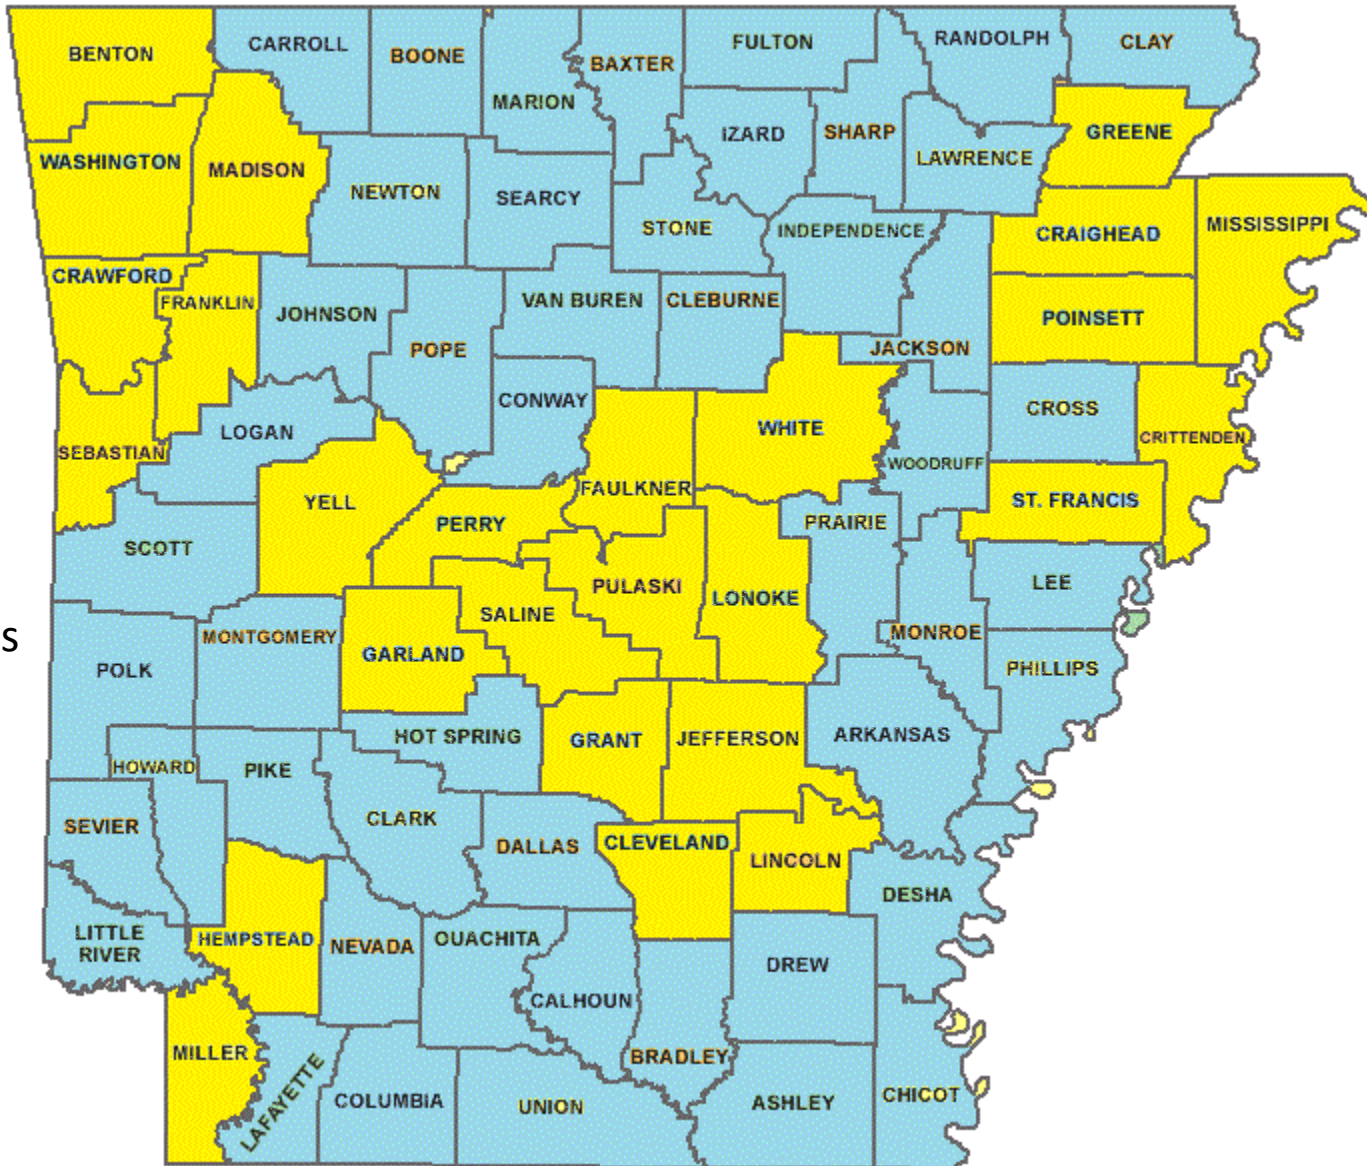 BENTON
CARROLL
BOONE
MARION
BAXTER
FULTON
RANDOLPH
CLAY
WASHINGTON
MADISON
NEWTON
SEARCY
STONE
IZARD
SHARP
LAWRENCE
GREENE
INDEPENDENCE
CRAIGHEAD
MISSISSIPPI
CRAWFORD
FRANKLIN
JOHNSON
POPE
VAN BUREN
CLEBURNE
JACKSON
POINSETT
SEBASTIAN
LOGAN
CONWAY
WHITE
WOODRUFF
CROSS
CRITTENDEN
SCOTT
YELL
PERRY
FAULKNER
PRAIRIE
ST. FRANCIS
S
POLK
MONTGOMERY
GARLAND
SALINE
PULASKI
LONOKE
MONROE
LEE
PHILLIPS
HOWARD
PIKE
HOT SPRING
GRANT
JEFFERSON
ARKANSAS
SEVIER
CLARK
DALLAS
CLEVELAND
LINCOLN
DESHA
LITTLE
RIVER
HEMPSTEAD
NEVADA
OUACHITA
CALHOUN
BRADLEY
DREW
MILLER
LAFAYETTE
COLUMBIA
UNION
ASHLEY
CHICOT